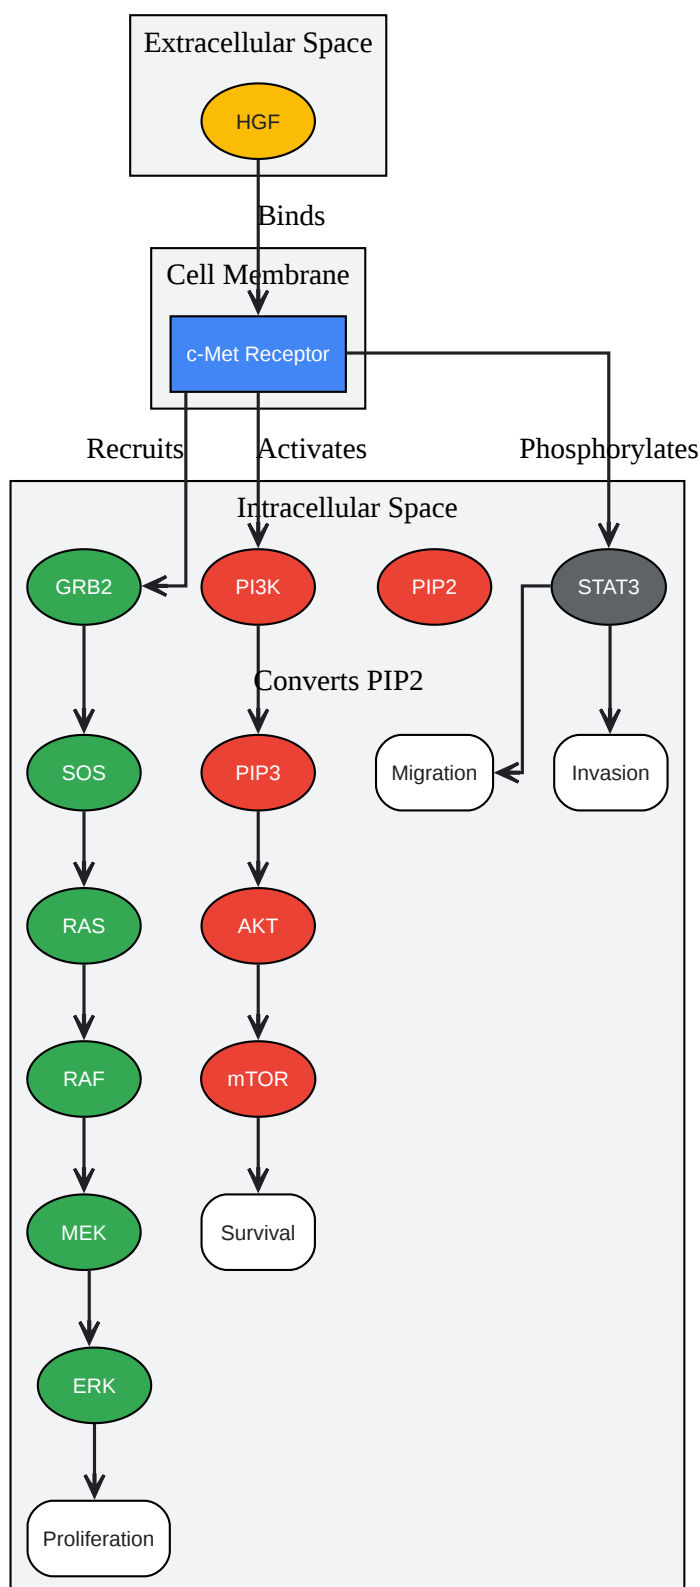 Extracellular Space
HGF
Binds
Cell Membrane
c-Met Receptor
Recruits
Activates
Phosphorylates
Intracellular Space
GRB2
PI3K
PIP2
STAT3
Converts PIP2
SOS
PIP3
Migration
Invasion
RAS
AKT
RAF
mTOR
MEK
Survival
ERK
Proliferation